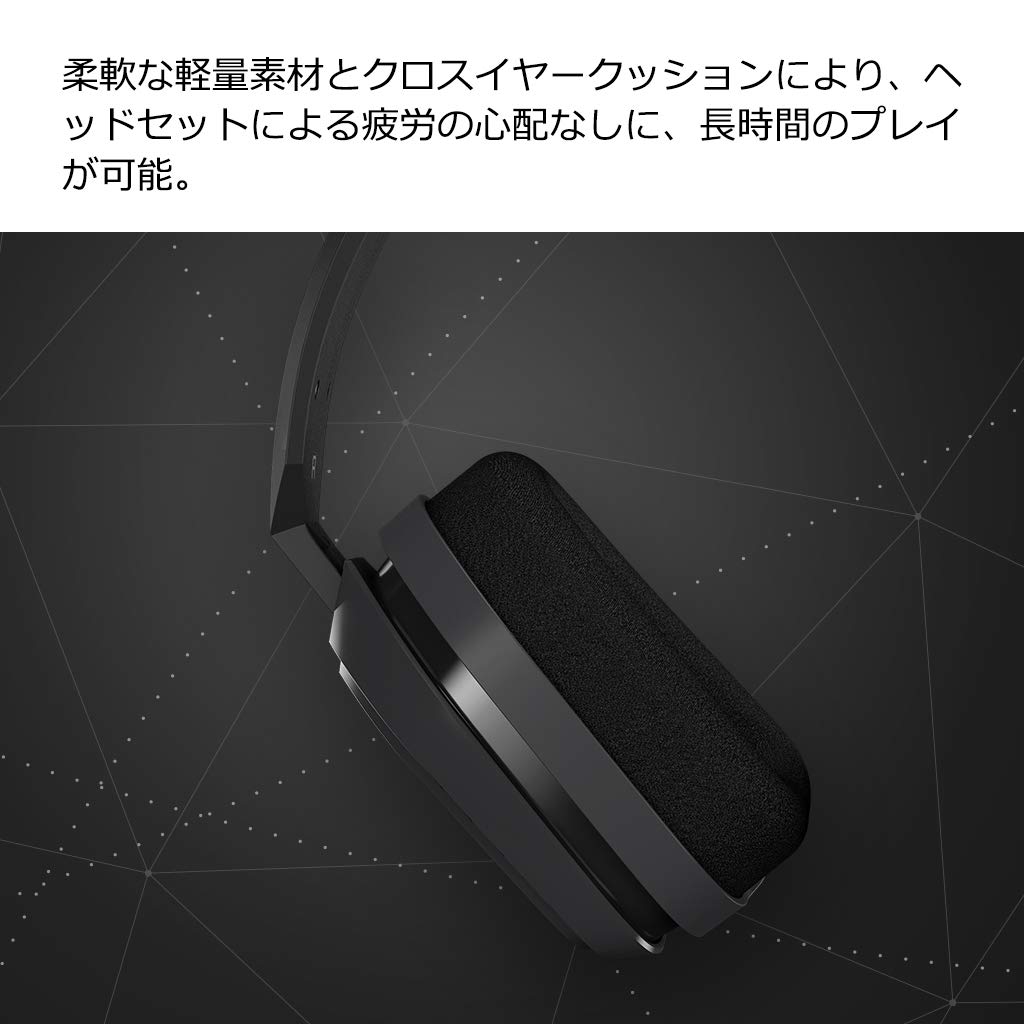 柔軟な軽量素材とクロスイヤークッションにより、ヘ
ッドセットによる疲労の心配なしに、長時間のプレイ
が可能。